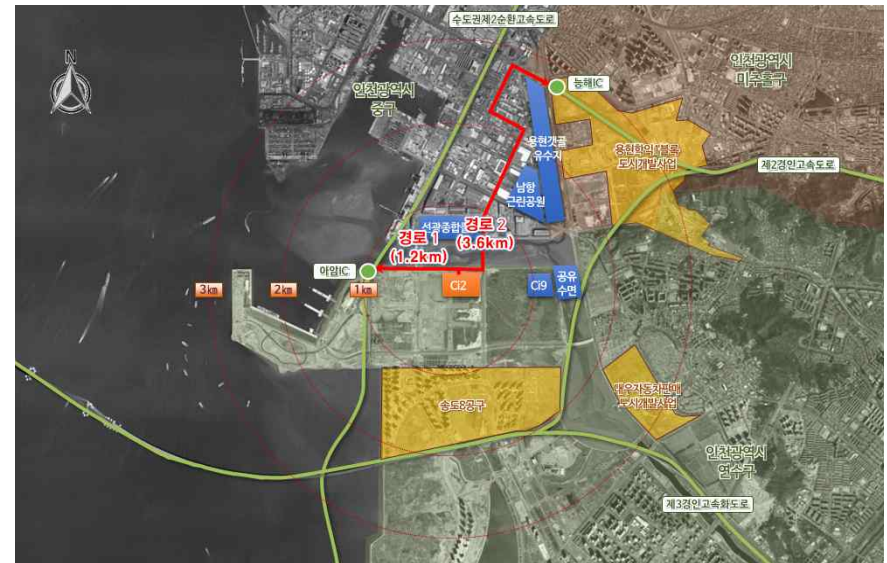 수도권제2순환고속도로
N
인천광역시
중구
능해IC
인천광역시
미추홀구
용현갯골
유수지
용현학익 1블록
도시개발사업
제2경인고속도로
남항
근린공원
선광종합
경로 1
(1.2km)
경로 2
(3.6km)
아암IC
3㎞
2㎞
1㎞
Ci2
Ci9
공유
수면
송도8공구
대우자동차판매
도시개발사업
인천광역시
연수구
제3경인고속화도로